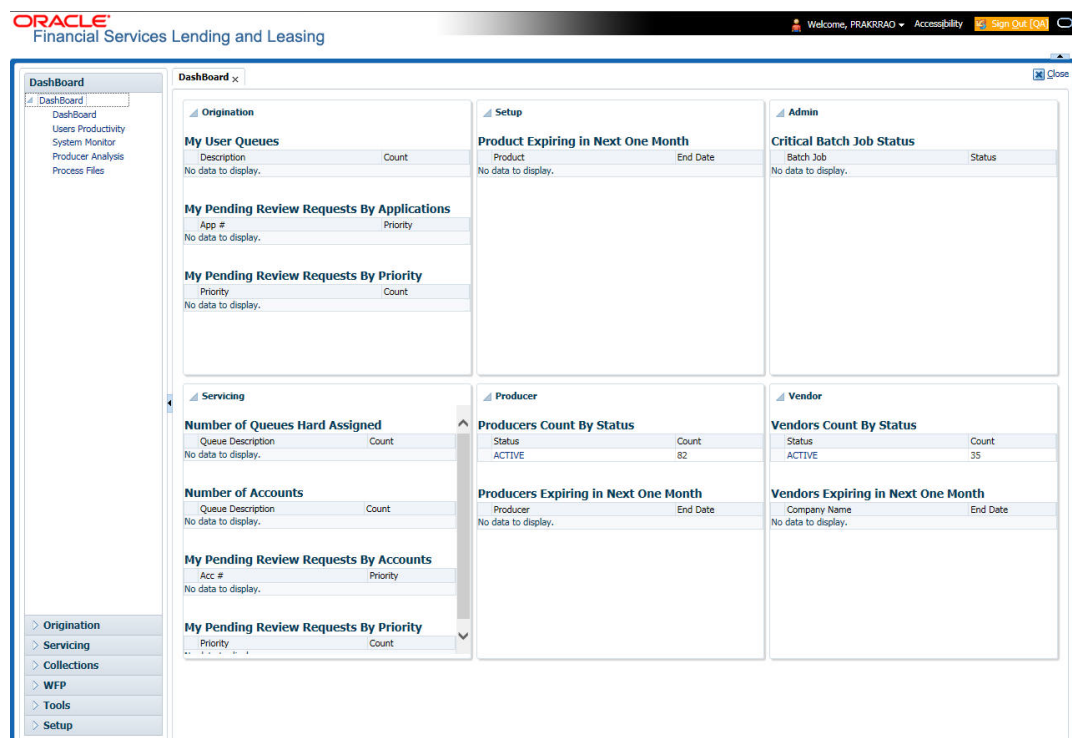 ORACLE
Financial Services Lending and Leasing
Welcome, PRAKRRAO
Accessibility
Sign Out [QA]
DashBoard
DashBoard
DashBoard
Users Productivity
System Monitor
Producer Analysis
Process Files
Origination
Servicing
Collections
WFP
Tools
Setup
DashBoard
Close
Origination
My User Queues
Description Count
No data to display.
My Pending Review Requests By Applications
App # Priority
No data to display.
My Pending Review Requests By Priority
Priority Count
No data to display.
Setup
Product Expiring in Next One Month
Product End Date
No data to display.
Admin
Critical Batch Job Status
Batch Job Status
No data to display.
Servicing
Number of Queues Hard Assigned
Queue Description Count
No data to display.
Number of Accounts
Queue Description Count
No data to display.
My Pending Review Requests By Accounts
Acc # Priority
No data to display.
My Pending Review Requests By Priority
Priority Count
Producer
Producers Count By Status
Status Count
ACTIVE 82
Producers Expiring in Next One Month
Producer End Date
No data to display.
Vendor
Vendors Count By Status
Status Count
ACTIVE 35
Vendors Expiring in Next One Month
Company Name End Date
No data to display.